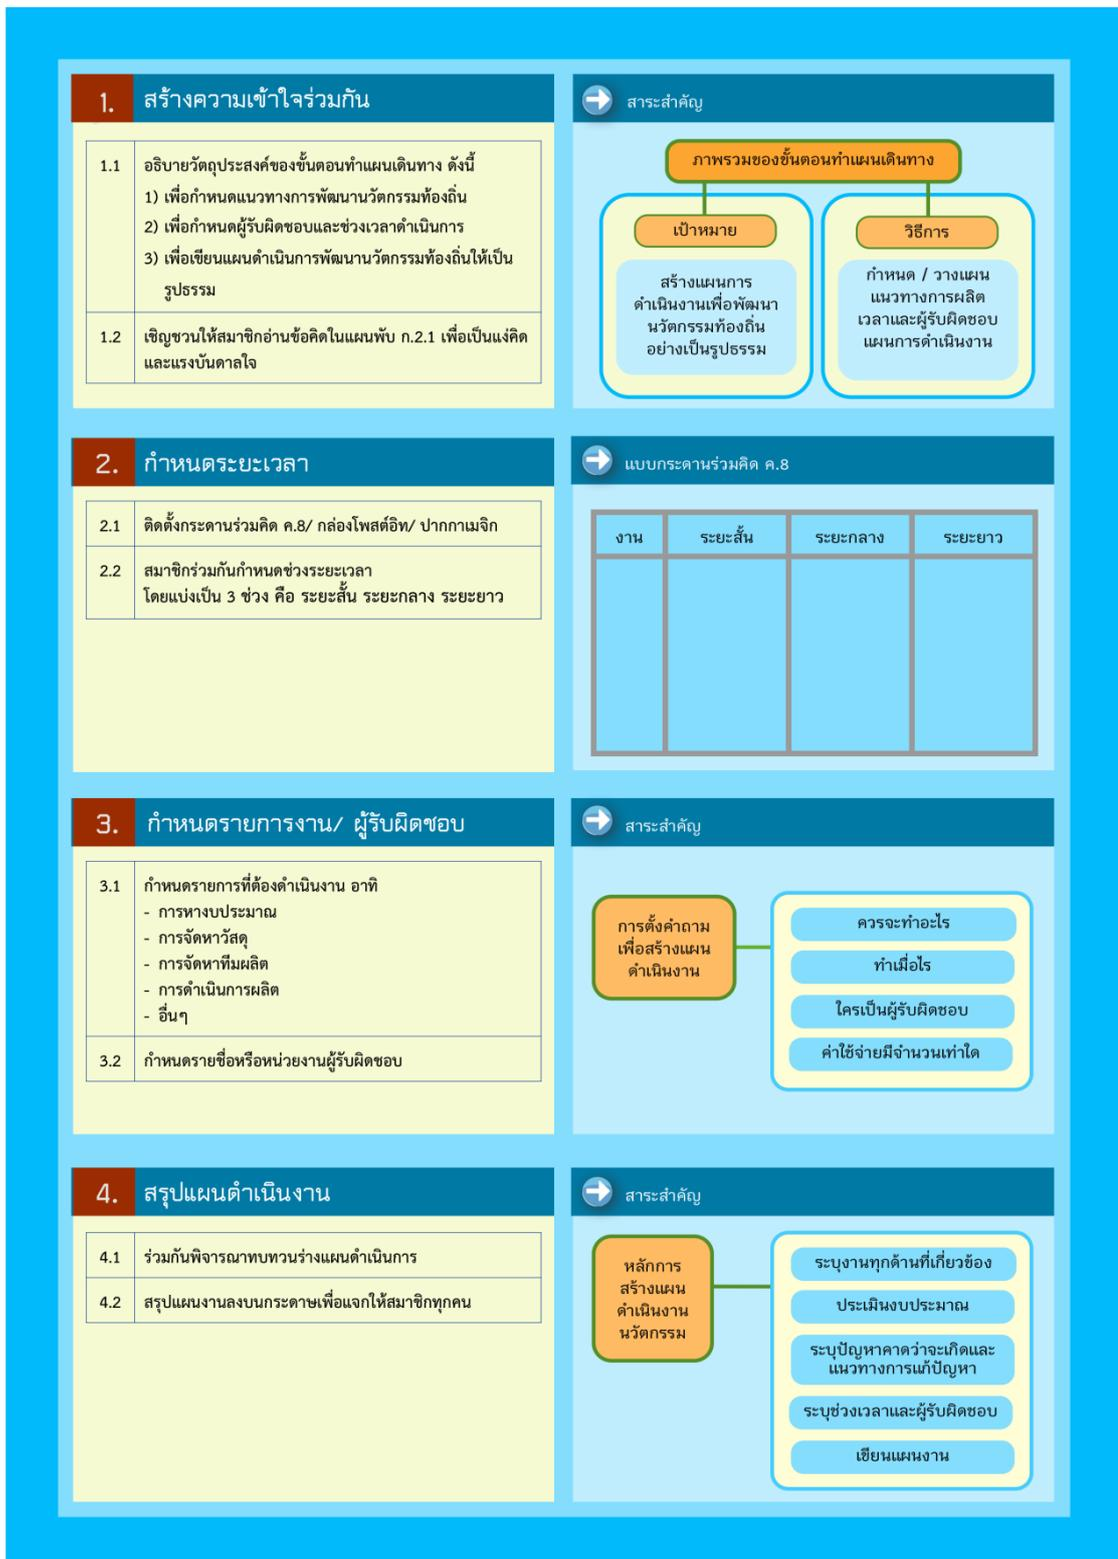 1. สร้างความเข้าใจร่วมกัน
1.1 อธิบายวัตถุประสงค์ของขั้นตอนทำแผนเดินทาง ดังนี้
1) เพื่อกำหนดแนวทางการพัฒนานวัตกรรมท้องถิ่น
2) เพื่อกำหนดผู้รับผิดชอบและช่วงเวลาดำเนินการ
3) เพื่อเขียนแผนดำเนินการพัฒนานวัตกรรมท้องถิ่นให้เป็น
รูปธรรม
1.2 เชิญชวนให้สมาชิกอ่านข้อคิดในแผนพับ ก.2.1 เพื่อเป็นแง่คิด
และแรงบันดาลใจ
สาระสำคัญ
ภาพรวมของขั้นตอนทำแผนเดินทาง
เป้าหมาย
สร้างแผนการ
ดำเนินงานเพื่อพัฒนา
นวัตกรรมท้องถิ่น
อย่างเป็นรูปธรรม
วิธีการ
กำหนด / วางแผน
แนวทางการผลิต
เวลาและผู้รับผิดชอบ
แผนการดำเนินงาน
2. กำหนดระยะเวลา
2.1 ติดตั้งกระดานร่วมคิด ค.8/ กล่องโพสต์อิท/ ปากกาเมจิก
2.2 สมาชิกร่วมกันกำหนดช่วงระยะเวลา
โดยแบ่งเป็น 3 ช่วง คือ ระยะสั้น ระยะกลาง ระยะยาว
แบบกระดานร่วมคิด ค.8
งาน ระยะสั้น ระยะกลาง ระยะยาว
3. กำหนดรายการงาน/ ผู้รับผิดชอบ
3.1 กำหนดรายการที่ต้องดำเนินงาน อาทิ
- การหางบประมาณ
- การจัดหาวัสดุ
- การจัดหาทีมผลิต
- การดำเนินการผลิต
- อื่นๆ
3.2 กำหนดรายชื่อหรือหน่วยงานผู้รับผิดชอบ
สาระสำคัญ
การตั้งคำถาม
เพื่อสร้างแผน
ดำเนินงาน
ควรจะทำอะไร
ทำเมื่อไร
ใครเป็นผู้รับผิดชอบ
ค่าใช้จ่ายมีจำนวนเท่าใด
4. สรุปแผนดำเนินงาน
4.1 ร่วมกันพิจารณาทบทวนร่างแผนดำเนินการ
4.2 สรุปแผนงานลงบนกระดาษเพื่อแจกให้สมาชิกทุกคน
สาระสำคัญ
หลักการ
สร้างแผน
ดำเนินงาน
นวัตกรรม
ระบุงานทุกด้านที่เกี่ยวข้อง
ประเมินงบประมาณ
ระบุปัญหาคาดว่าจะเกิดและ
แนวทางการแก้ปัญหา
ระบุช่วงเวลาและผู้รับผิดชอบ
เขียนแผนงาน